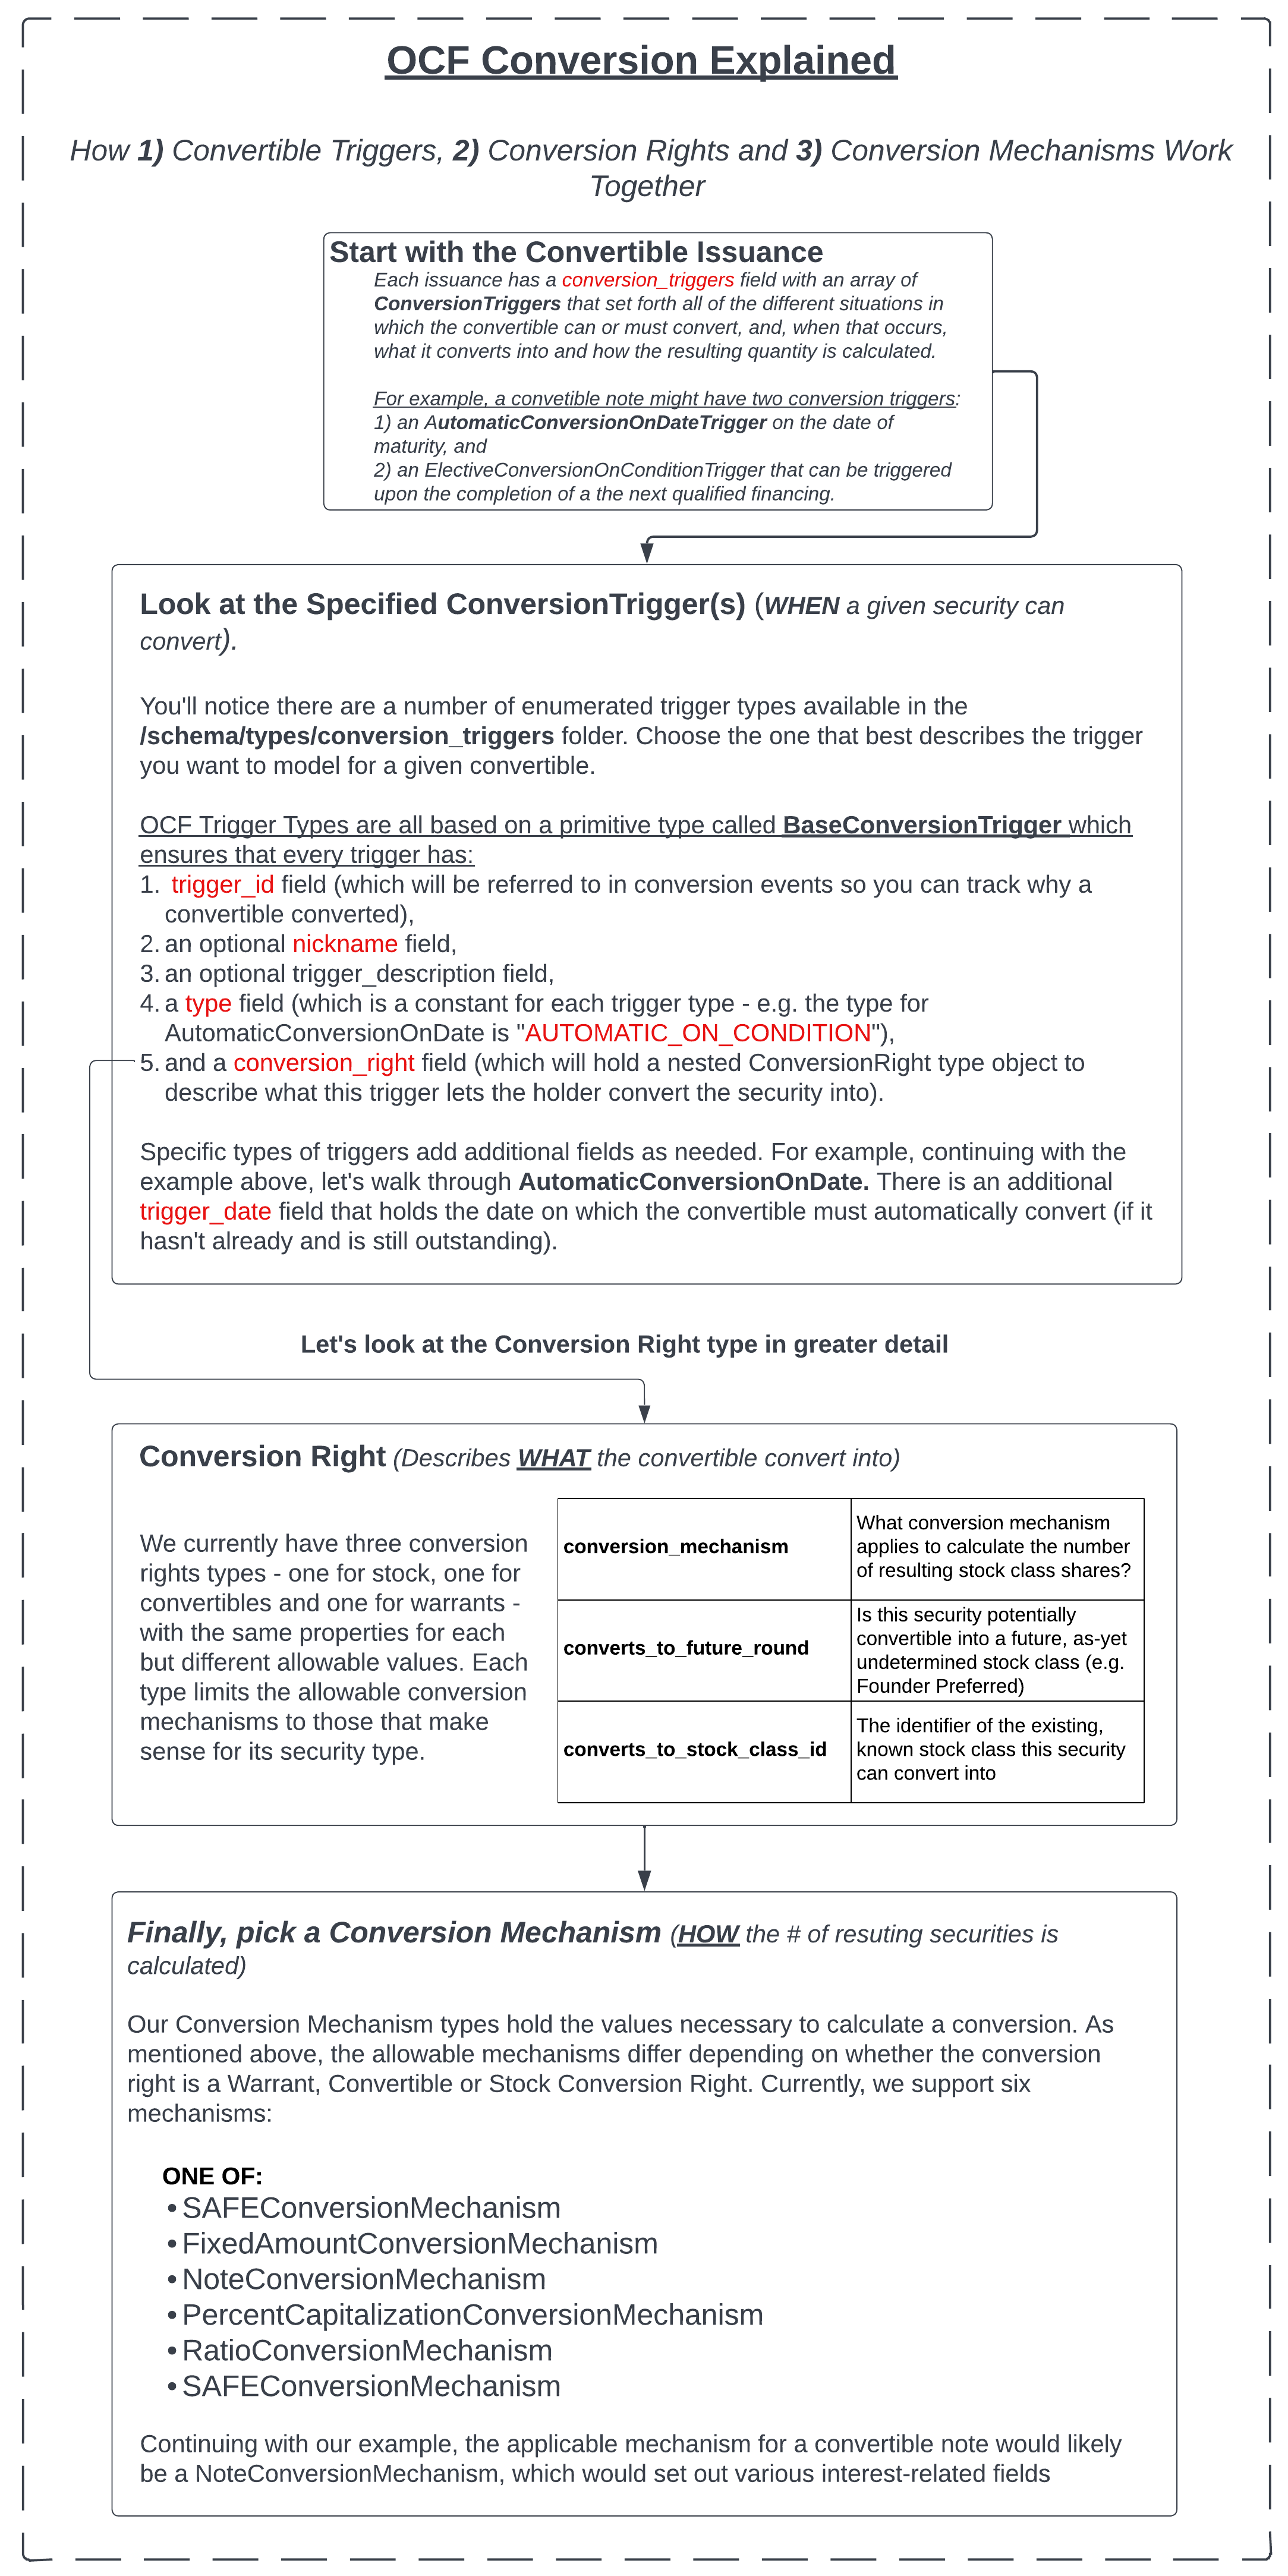 OCF Conversion Explained
How 1) Convertible Triggers, 2) Conversion Rights and 3) Conversion Mechanisms Work
Together
Start with the Convertible Issuance
Each issuance has a conversion_triggers field with an array of
ConversionTriggers that set forth all of the different situations in
which the convertible can or must convert, and, when that occurs,
what it converts into and how the resulting quantity is calculated.
For example, a convetible note might have two conversion triggers:
1) an AutomaticConversionOnDateTrigger on the date of
maturity, and
2) an ElectiveConversionOnConditionTrigger that can be triggered
upon the completion of a the next qualified financing.
Look at the Specified ConversionTrigger(s) (WHEN a given security can
convert).
You'll notice there are a number of enumerated trigger types available in the
/schema/types/conversion_triggers folder. Choose the one that best describes the trigger
you want to model for a given convertible.
OCF Trigger Types are all based on a primitive type called BaseConversionTrigger which
ensures that every trigger has:
1. trigger_id field (which will be referred to in conversion events so you can track why a
convertible converted),
2. an optional nickname field,
3. an optional trigger_description field,
4. a type field (which is a constant for each trigger type - e.g. the type for
AutomaticConversionOnDate is "AUTOMATIC_ON_CONDITION"),
5. and a conversion_right field (which will hold a nested ConversionRight type object to
describe what this trigger lets the holder convert the security into).
Specific types of triggers add additional fields as needed. For example, continuing with the
example above, let's walk through AutomaticConversionOnDate. There is an additional
trigger_date field that holds the date on which the convertible must automatically convert (if it
hasn't already and is still outstanding).
Let's look at the Conversion Right type in greater detail
Conversion Right (Describes WHAT the convertible convert into)
We currently have three conversion
rights types - one for stock, one for
convertibles and one for warrants -
with the same properties for each
but different allowable values. Each
type limits the allowable conversion
mechanisms to those that make
sense for its security type.
conversion_mechanism
What conversion mechanism
applies to calculate the number
of resulting stock class shares?
converts_to_future_round
Is this security potentially
convertible into a future, as-yet
undetermined stock class (e.g.
Founder Preferred)
converts_to_stock_class_id
The identifier of the existing,
known stock class this security
can convert into
Finally, pick a Conversion Mechanism (HOW the # of resuting securities is
calculated)
Our Conversion Mechanism types hold the values necessary to calculate a conversion. As
mentioned above, the allowable mechanisms differ depending on whether the conversion
right is a Warrant, Convertible or Stock Conversion Right. Currently, we support six
mechanisms:
ONE OF:
• SAFEConversionMechanism
• FixedAmountConversionMechanism
• NoteConversionMechanism
• PercentCapitalizationConversionMechanism
• RatioConversionMechanism
• SAFEConversionMechanism
Continuing with our example, the applicable mechanism for a convertible note would likely
be a NoteConversionMechanism, which would set out various interest-related fields